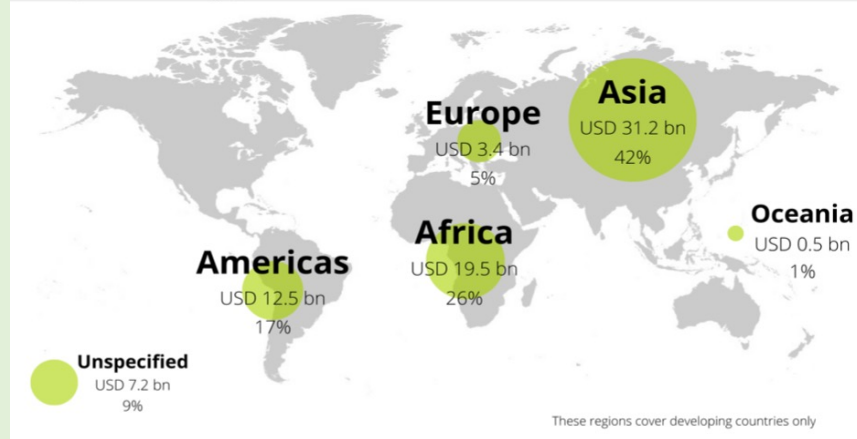 Asia
USD 31.2 bn
42%
Europe
USD 3.4 bn
5%
Oceania
USD 0.5 bn
1%
Africa
USD 19.5 bn
26%
Americas
USD 12.5 bn
17%
Unspecified
USD 7.2 bn
9%
These regions cover developing countries only